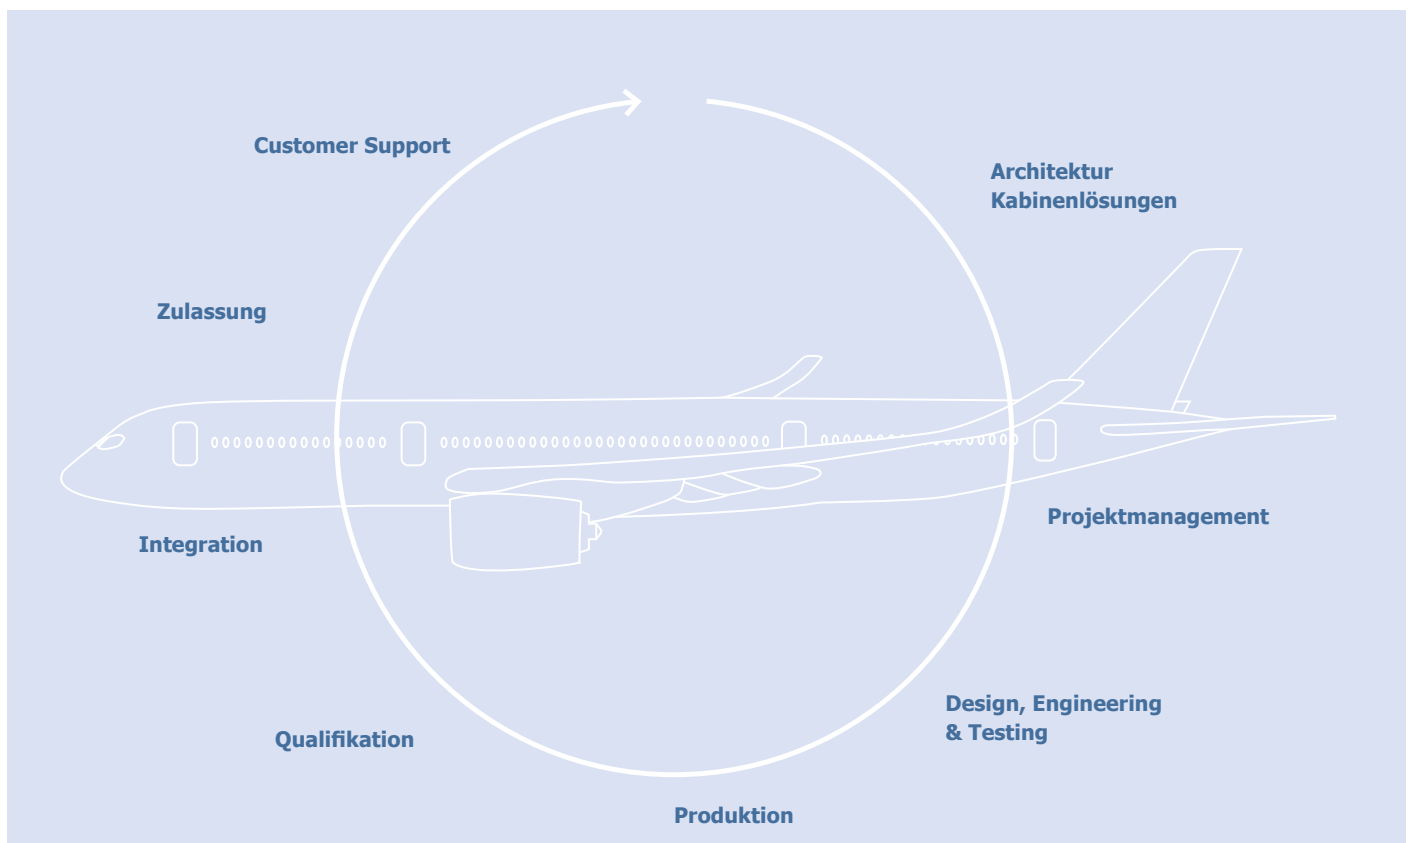 Customer Support
Architektur
Kabinenlösungen
Zulassung
Projektmanagement
Integration
Design, Engineering
& Testing
Qualifikation
Produktion